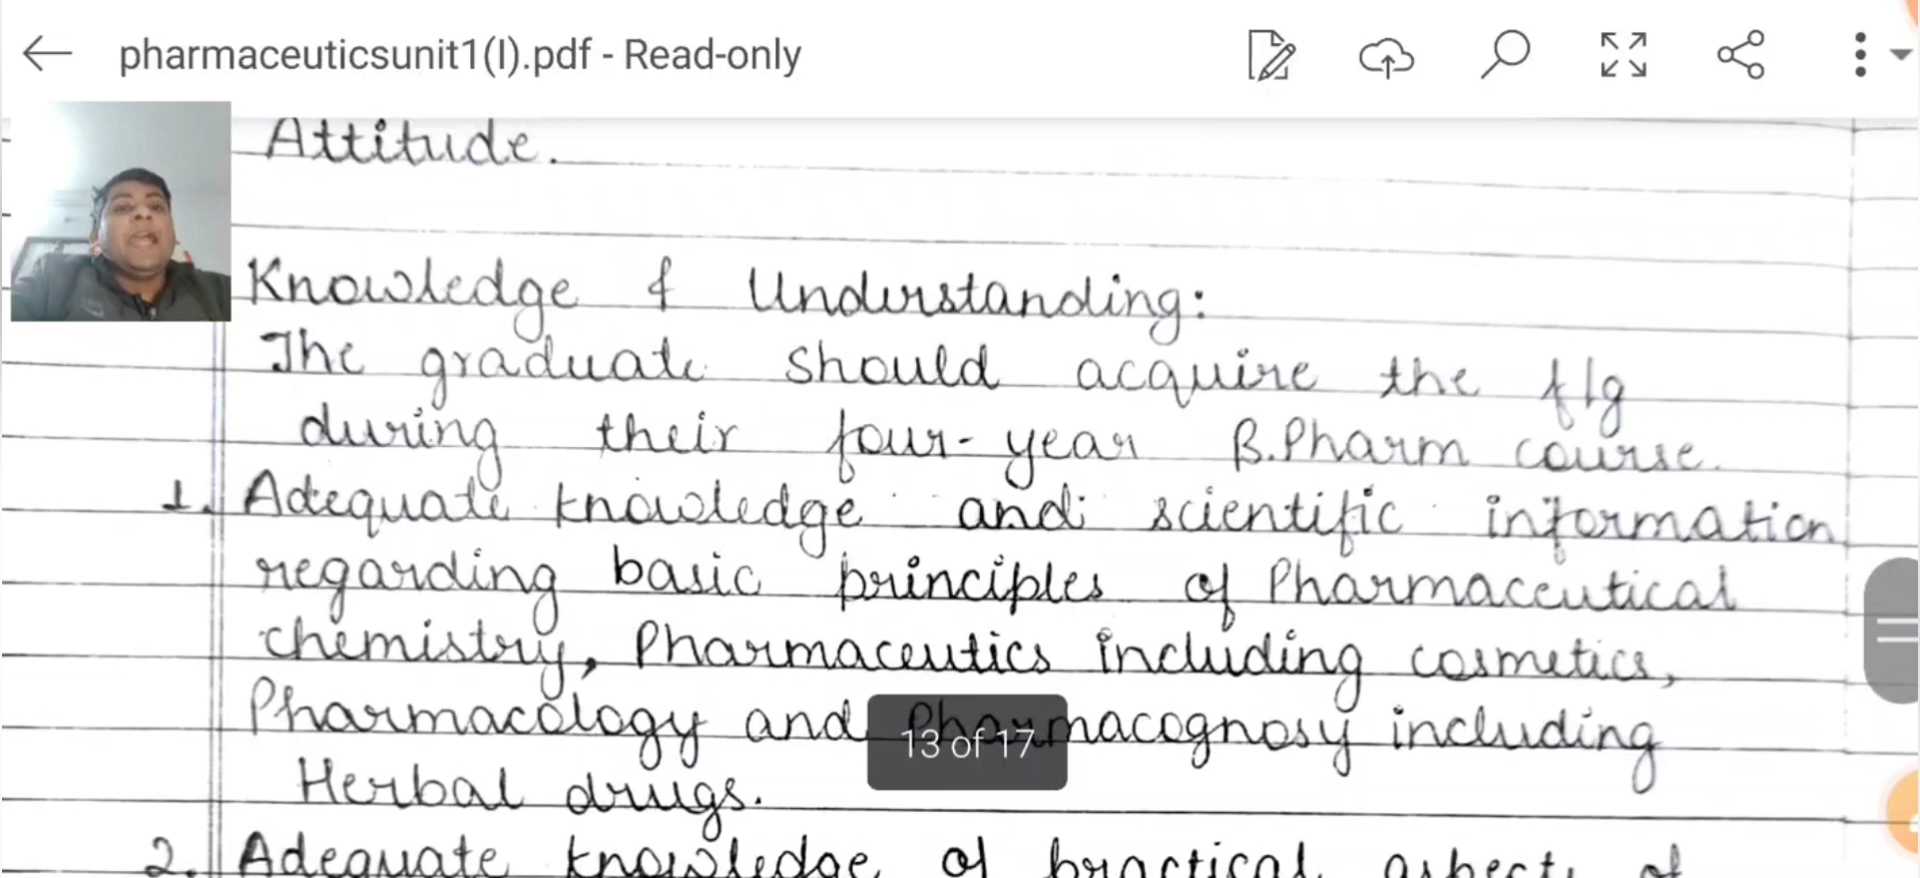 pharmaceuticsunit1(I).pdf - Read-only
Attitude.
Knowledge & Understanding:
The graduate should acquire the flg
during their four-year B.Pharm course.
1. Adequate knowledge and scientific information
regarding basic principles of Pharmaceutical
chemistry, Pharmaceutics including cosmetics,
Pharmacology and Pharmacognosy including
13 of 17
Herbal drugs.
2. Adequate knowledge of practical aspects of